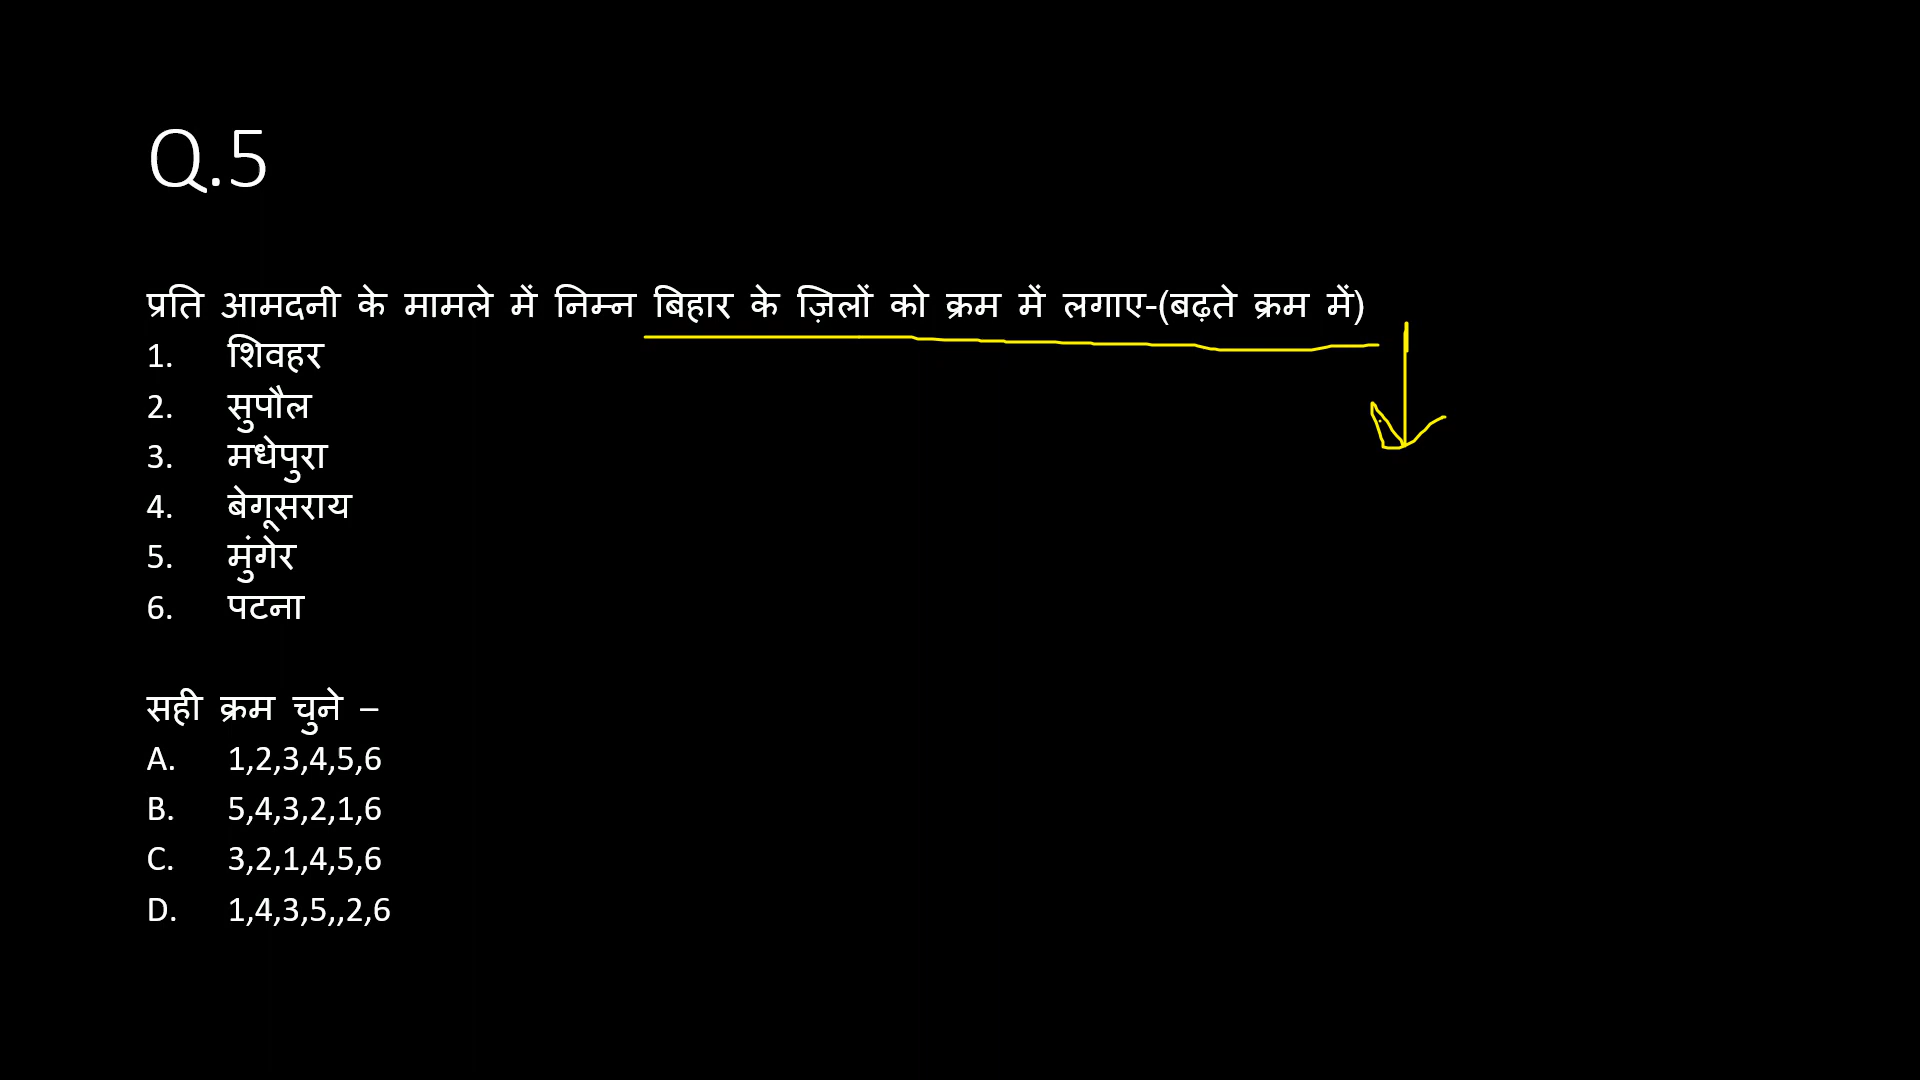 Q.5
प्रति आमदनी के मामले में निम्न बिहार के ज़िलों को क्रम में लगाए-(बढ़ते क्रम में)
1. शिवहर
2. सुपौल
3. मधेपुरा
4. बेगूसराय
5. मुंगेर
6. पटना
सही क्रम चुने –
A. 1,2,3,4,5,6
B. 5,4,3,2,1,6
C. 3,2,1,4,5,6
D. 1,4,3,5,,2,6